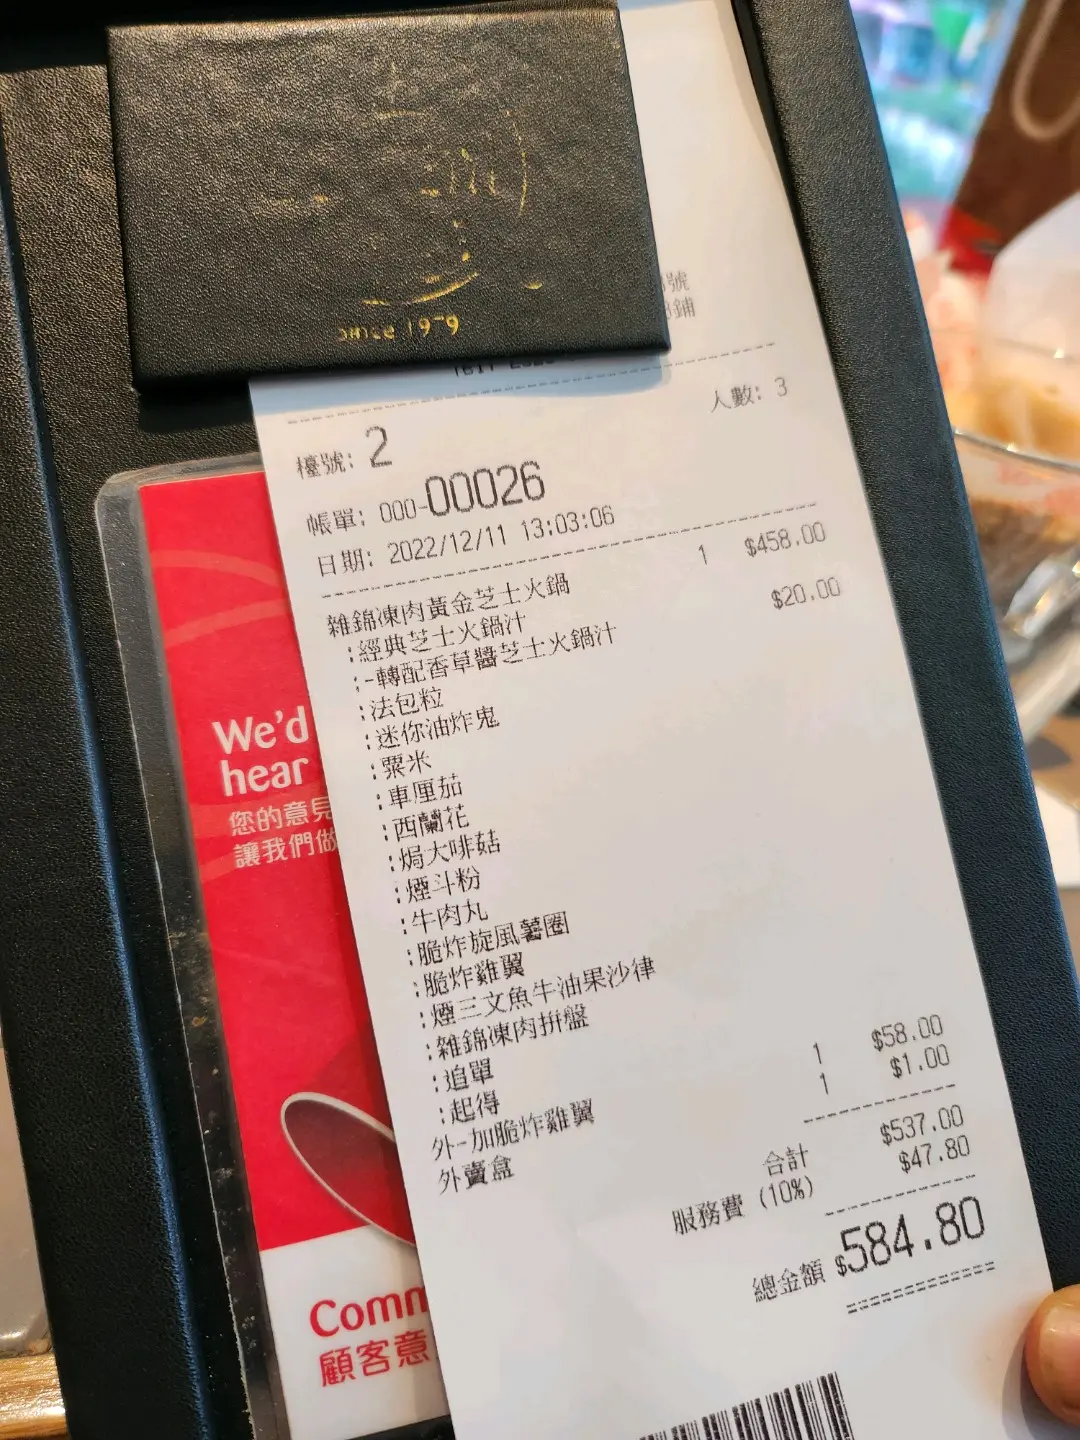 since 1979
號
鋪
人數: 3
檯號: 2
帳單: 000-00026
日期: 2022/12/11 13:03:06
雜錦凍肉黃金芝士火鍋 1 $458.00
:經典芝士火鍋汁
:-轉配香草醬芝士火鍋汁 $20.00
:法包粒
:迷你油炸鬼
:粟米
:車厘茄
:西蘭花
:焗大啡菇
:煙斗粉
:牛肉丸
:脆炸旋風薯圈
:脆炸雞翼
:煙三文魚牛油果沙律
:雜錦凍肉拼盤
:追單
:起得
外-加脆炸雞翼 1 $58.00
外賣盒 1 $1.00
合計 $537.00
服務費 (10%) $47.80
總金額 $584.80
We'd
hear
您的意見
讓我們做
Comm
顧客意